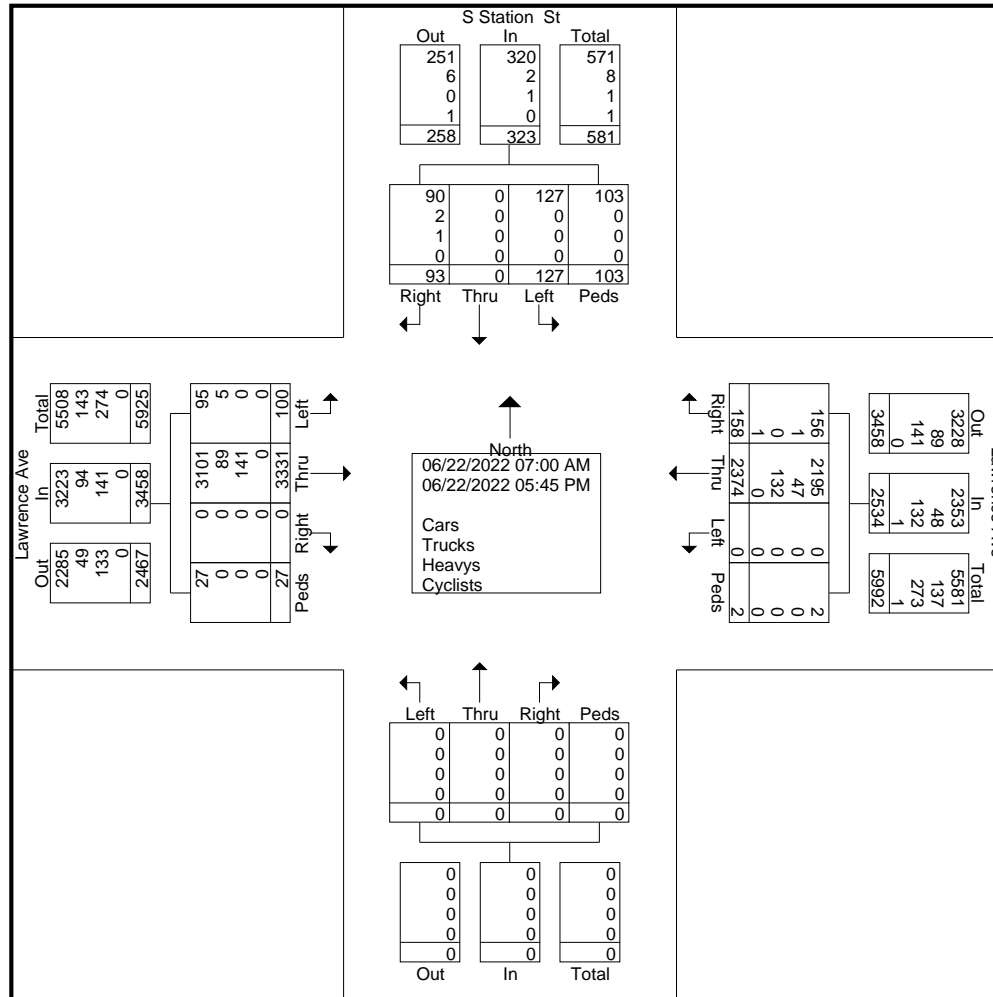 S Station St
Out In Total
251 320 571
6 2 8
0 1 1
1 0 1
258 323 581
90 0 127 103
2 0 0 0
1 0 0 0
0 0 0 0
93 0 127 103
Right Thru Left Peds
Lawrence Ave
Total In Out
5508 3223 2285
143 94 49
274 141 133
0 0 0
5925 3458 2467
95 3101 0 27
5 89 0 0
0 141 0 0
0 0 0 0
100 3331 0 27
Left Thru Right Peds
North
06/22/2022 07:00 AM
06/22/2022 05:45 PM
Cars
Trucks
Heavys
Cyclists
Right Thru Left Peds
156 2195 0 2
1 47 0 0
0 132 0 0
1 0 0 0
158 2374 0 2
Out In Total
3228 2353 5581
89 48 137
141 132 273
0 1 1
3458 2534 5992
Left Thru Right Peds
0 0 0 0
0 0 0 0
0 0 0 0
0 0 0 0
0 0 0 0
0 0 0
0 0 0
0 0 0
0 0 0
0 0 0
Out In Total